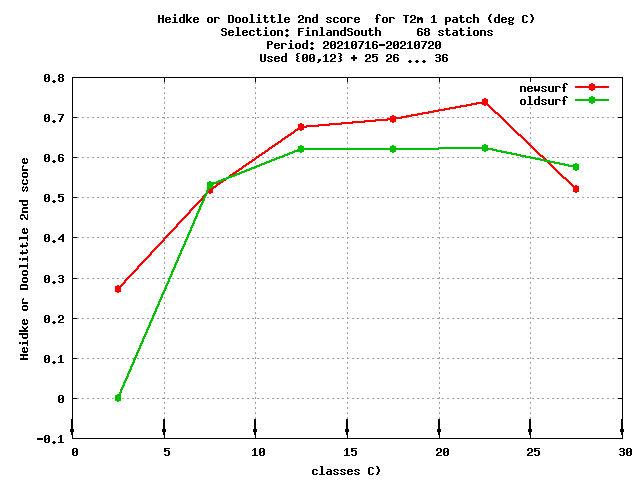 Heidke or Doolittle 2nd score  for T2m 1 patch (deg C)
Selection: FinlandSouth     68 stations
Period: 20210716-20210720
Used {00,12} + 25 26 ... 36
newsurf
oldsurf
Heidke or Doolittle 2nd score
0.8
0.7
0.6
0.5
0.4
0.3
0.2
0.1
0
-0.1
0 5 10 15 20 25 30
classes C)